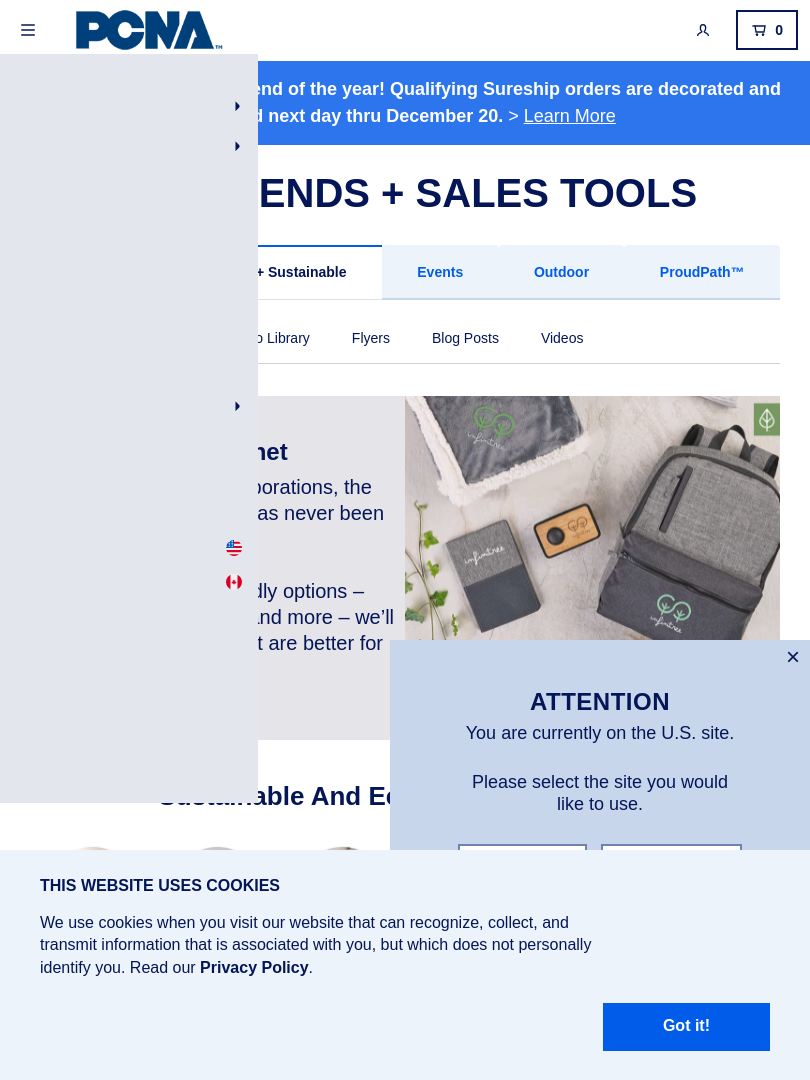 PCNA™
0
end of the year! Qualifying Sureship orders are decorated and
next day thru December 20. > Learn More
ENDS + SALES TOOLS
+ Sustainable
Events
Outdoor
ProudPath™
Library
Flyers
Blog Posts
Videos
infinitree
infinitree
infinitree
the
as never been
options –
and more – we'll
are better for
ATTENTION
You are currently on the U.S. site.
Please select the site you would
like to use.
Sustainable And
THIS WEBSITE USES COOKIES
We use cookies when you visit our website that can recognize, collect, and
transmit information that is associated with you, but which does not personally
identify you. Read our Privacy Policy.
Got it!